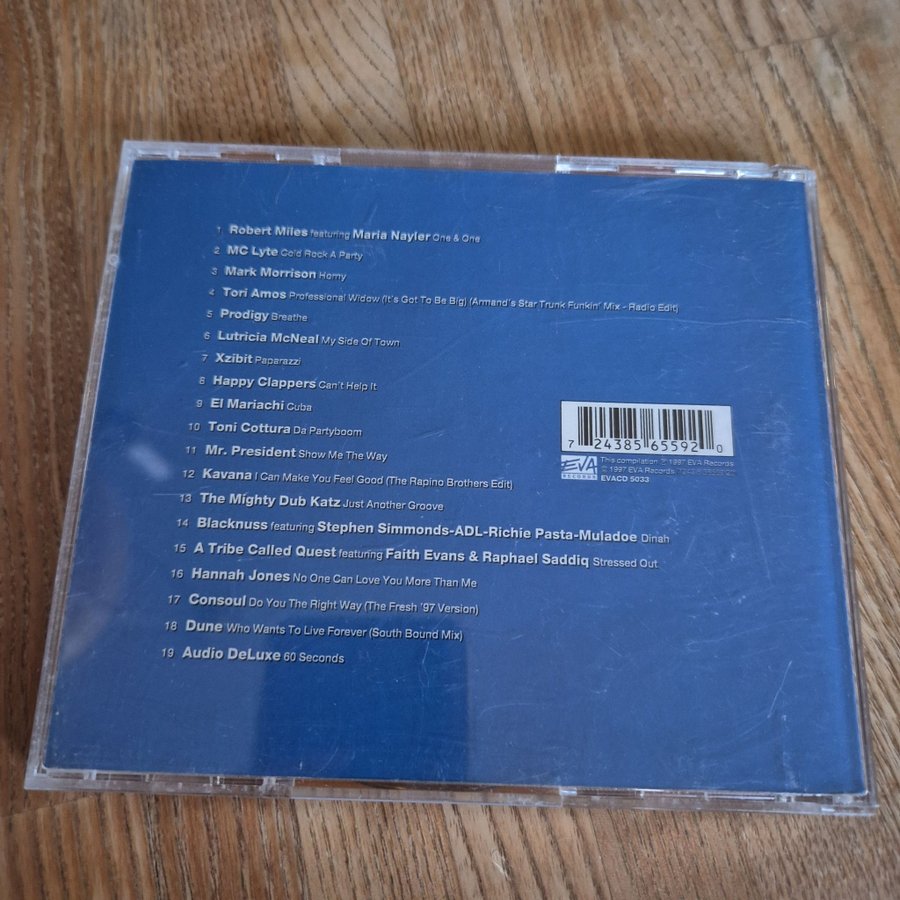 1 Robert Miles featuring Maria Nayler One & One
2 MC Lyte Cold Rock A Party
3 Mark Morrison Horny
4 Tori Amos Professional Widow (It's Got To Be Big) (Armand's Star Trunk Funkin' Mix - Radio Edit)
5 Prodigy Breathe
6 Lutricia McNeal My Side Of Town
7 Xzibit Paparazzi
8 Happy Clappers Can't Help It
9 El Mariachi Cuba
10 Toni Cottura Da Partyboom
11 Mr. President Show Me The Way
12 Kavana I Can Make You Feel Good (The Rapino Brothers Edit)
13 The Mighty Dub Katz Just Another Groove
14 Blacknuss featuring Stephen Simmonds-ADL-Richie Pasta-Muladoe Dinah
15 A Tribe Called Quest featuring Faith Evans & Raphael Saddiq Stressed Out
16 Hannah Jones No One Can Love You More Than Me
17 Consoul Do You The Right Way (The Fresh '97 Version)
18 Dune Who Wants To Live Forever (South Bound Mix)
19 Audio DeLuxe 60 Seconds
7 24385 65592 0
EVA RECORDS
This compilation ℗ 1997 EVA Records
© 1997 EVA Records
EVACD 5033